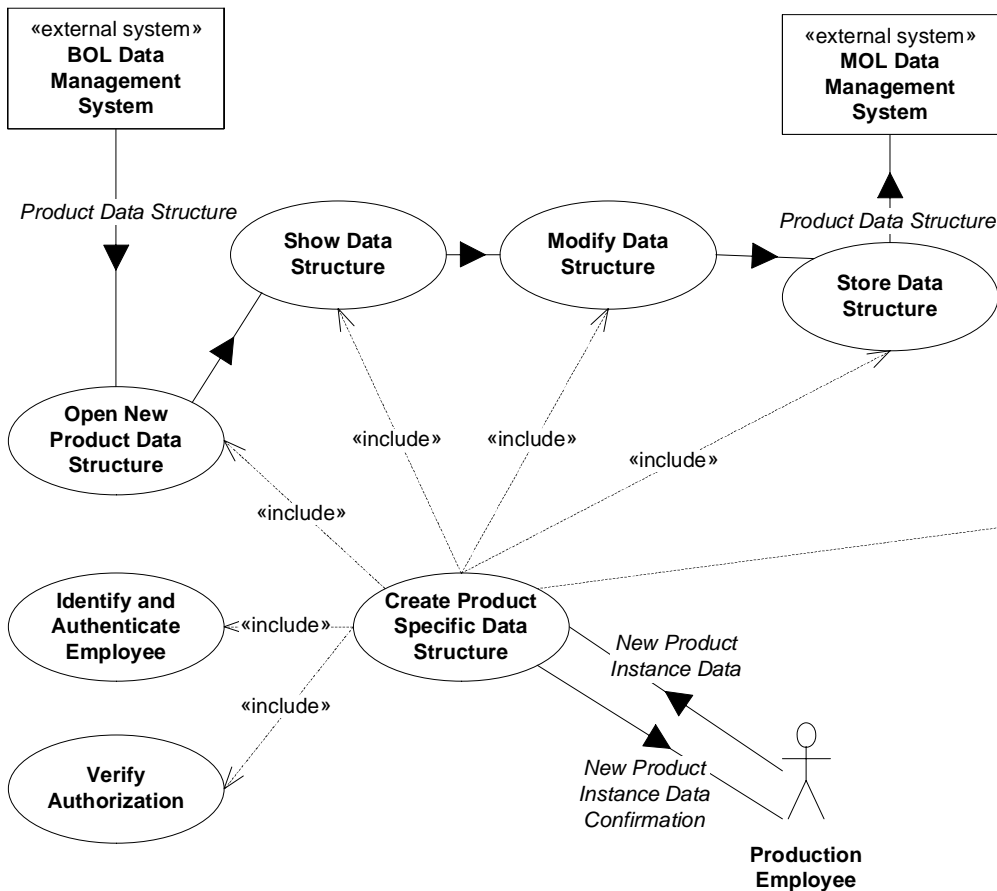 «external system»
BOL Data
Management
System
«external system»
MOL Data
Management
System
Product Data Structure
Product Data Structure
Show Data
Structure
Modify Data
Structure
Store Data
Structure
Open New
Product Data
Structure
«include»
«include»
«include»
«include»
Identify and
Authenticate
Employee
«include»
Create Product
Specific Data
Structure
New Product
Instance Data
«include»
Verify
Authorization
New Product
Instance Data
Confirmation
Production
Employee